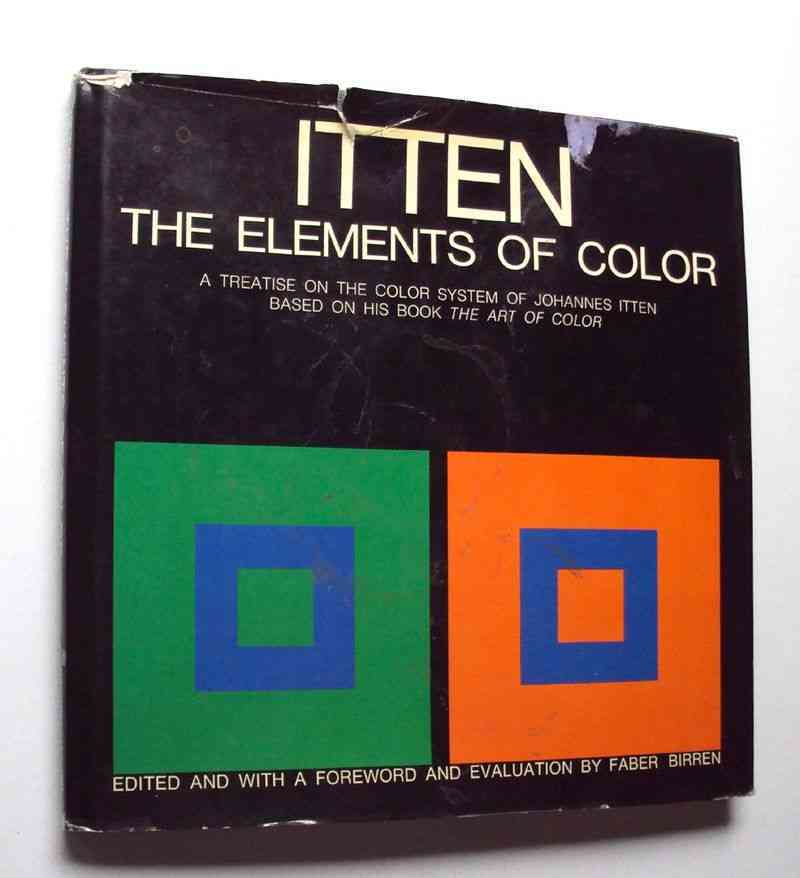 ITTEN
THE ELEMENTS OF COLOR
A TREATISE ON THE COLOR SYSTEM OF JOHANNES ITTEN
BASED ON HIS BOOK THE ART OF COLOR
EDITED AND WITH A FOREWORD AND EVALUATION BY FABER BIRREN